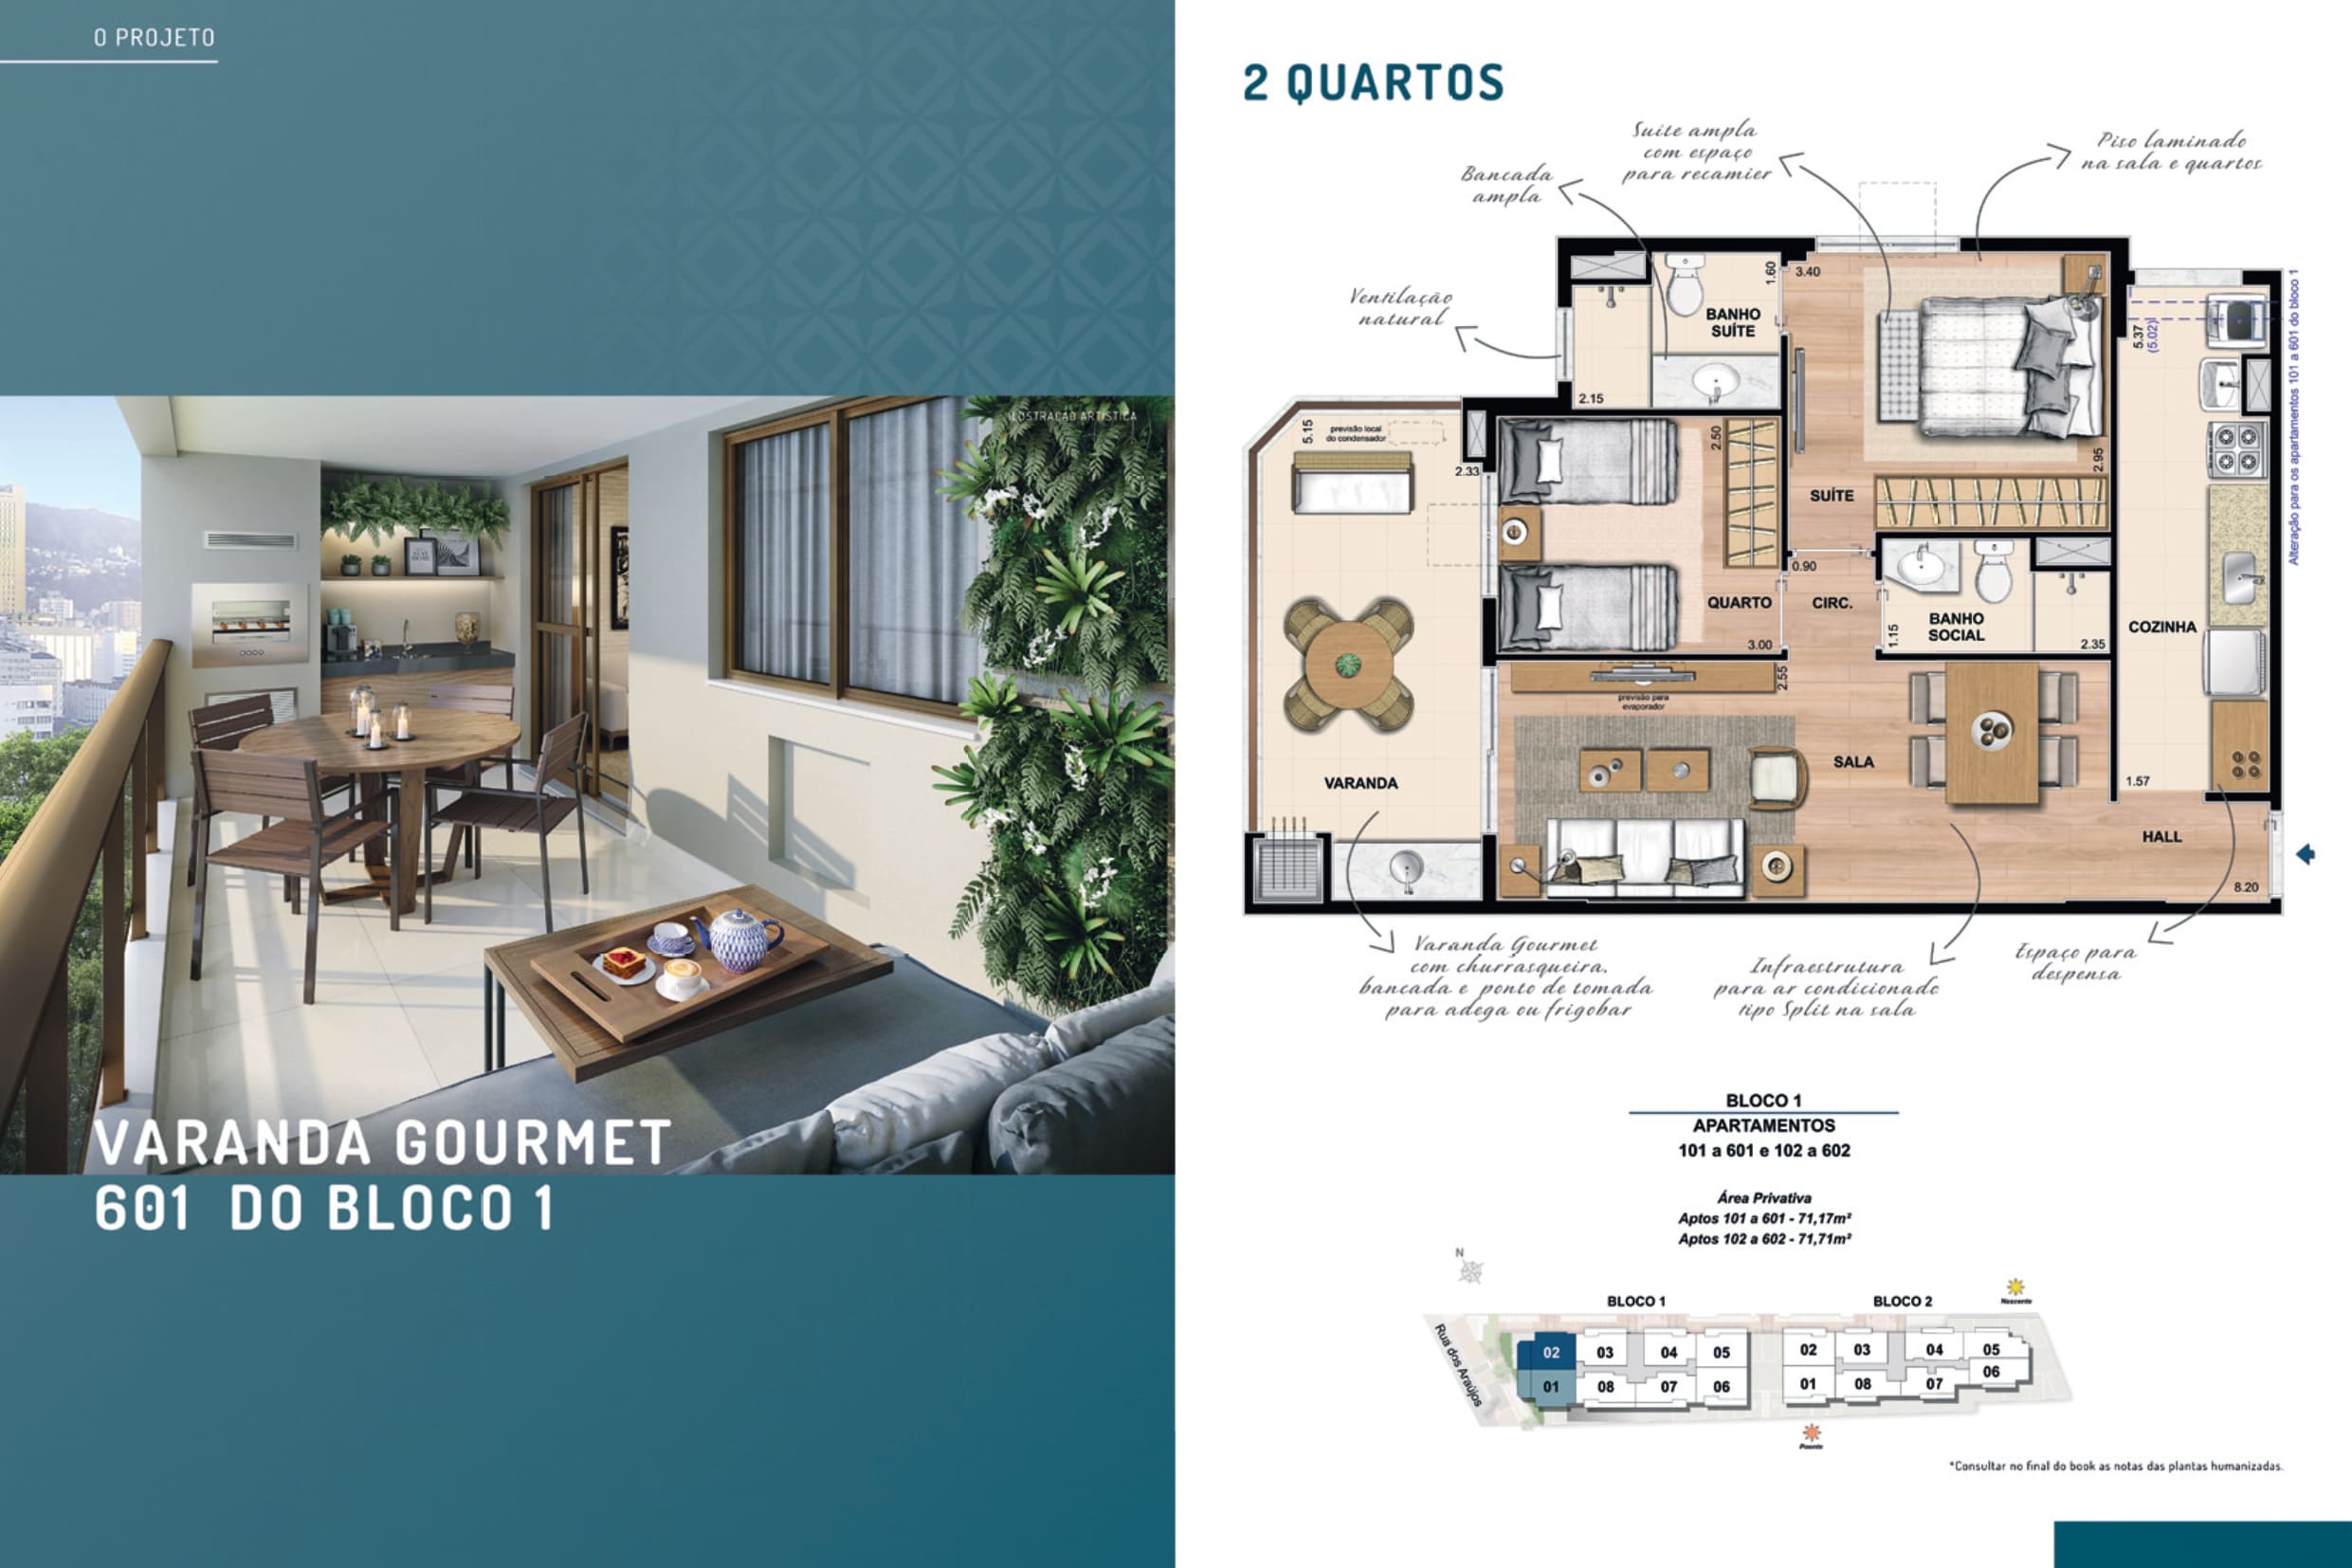 O PROJETO
ILUSTRAÇÃO ARTÍSTICA
VARANDA GOURMET
601 DO BLOCO 1
2 QUARTOS
Suíte ampla
com espaço
para recamier
Piso laminado
na sala e quartos
Bancada
ampla
Ventilação
natural
BANHO
SUÍTE
1.60
3.40
2.15
5.37
(5.02)
Alteração para os apartamentos 101 a 601 do bloco 1
5.15
previsão local
do condensador
2.33
2.50
2.95
SUÍTE
0.90
QUARTO
CIRC.
3.00
1.15
BANHO
SOCIAL
2.35
COZINHA
previsão para
evaporador
2.55
VARANDA
SALA
1.57
HALL
8.20
Varanda Gourmet
com churrasqueira,
bancada e ponto de tomada
para adega ou frigobar
Infraestrutura
para ar condicionado
tipo Split na sala
Espaço para
despensa
BLOCO 1
APARTAMENTOS
101 a 601 e 102 a 602
Área Privativa
Aptos 101 a 601 - 71,17m²
Aptos 102 a 602 - 71,71m²
N
BLOCO 1
BLOCO 2
Nascente
Rua dos Araújos
02 03 04 05
01 08 07 06
02 03 04 05
06
01 08 07
Poente
*Consultar no final do book as notas das plantas humanizadas.